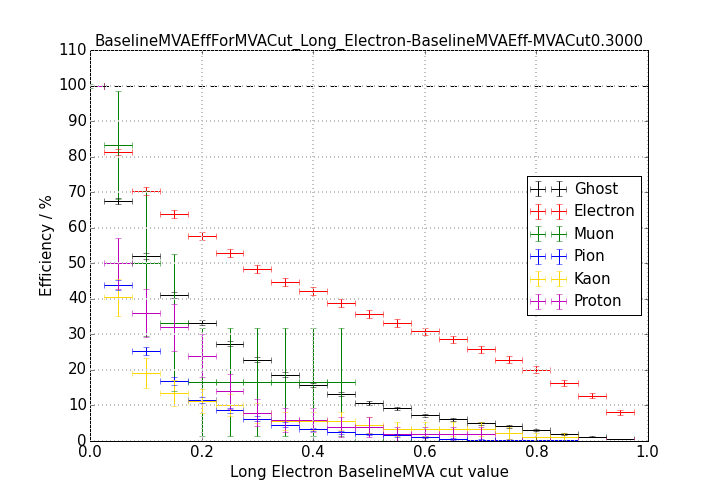 BaselineMVAEffForMVACut_Long_Electron-BaselineMVAEff-MVACut0.3000
110
100
90
80
70
60
50
40
30
20
10
0
Efficiency / %
Ghost
Electron
Muon
Pion
Kaon
Proton
0.0 0.2 0.4 0.6 0.8 1.0
Long Electron BaselineMVA cut value